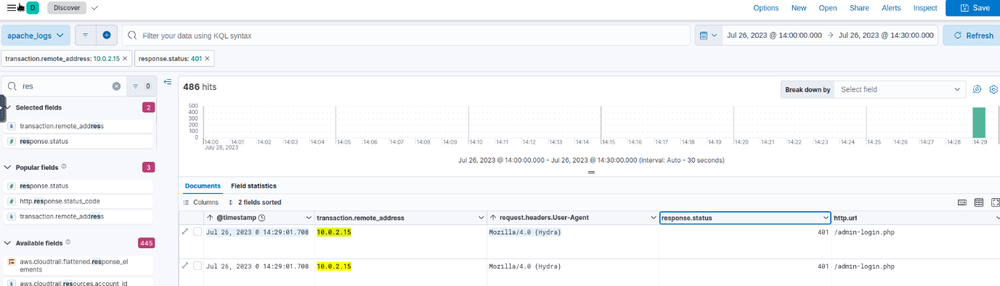 D Discover Options New Open Share Alerts Inspect Save
apache_logs Filter your data using KQL syntax Jul 26, 2023 @ 14:00:00.000 → Jul 26, 2023 @ 14:30:00.000 Refresh
transaction.remote_address: 10.0.2.15 × response.status: 401 ×
res 0
Selected fields 2
k transaction.remote_address
# response.status
Popular fields 3
# response.status
# http.response.status_code
k transaction.remote_address
Available fields 445
aws.cloudtrail.flattened.response_el
ements
k aws.cloudtrail.resources.account_id
486 hits Break down by Select field
500
400
300
200
100
0
14:00 14:01 14:02 14:03 14:04 14:05 14:06 14:07 14:08 14:09 14:10 14:11 14:12 14:13 14:14 14:15 14:16 14:17 14:18 14:19 14:20 14:21 14:22 14:23 14:24 14:25 14:26 14:27 14:28 14:29
July 26, 2023
Jul 26, 2023 @ 14:00:00.000 - Jul 26, 2023 @ 14:30:00.000 (interval: Auto - 30 seconds)
Documents Field statistics
Columns 2 fields sorted
@timestamp transaction.remote_address request.headers.User-Agent response.status http.url
Jul 26, 2023 @ 14:29:01.708 10.0.2.15 Mozilla/4.0 (Hydra) 401 /admin-login.php
Jul 26, 2023 @ 14:29:01.708 10.0.2.15 Mozilla/4.0 (Hydra) 401 /admin-login.php